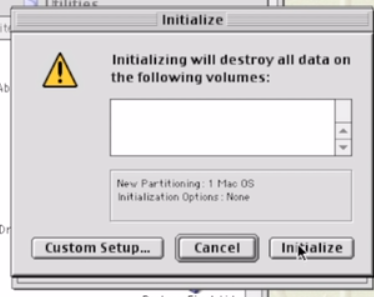 Utilities
Initialize
Initializing will destroy all data on
the following volumes:
New Partitioning: 1 Mac OS
Initialization Options: None
Custom Setup...
Cancel
Initialize